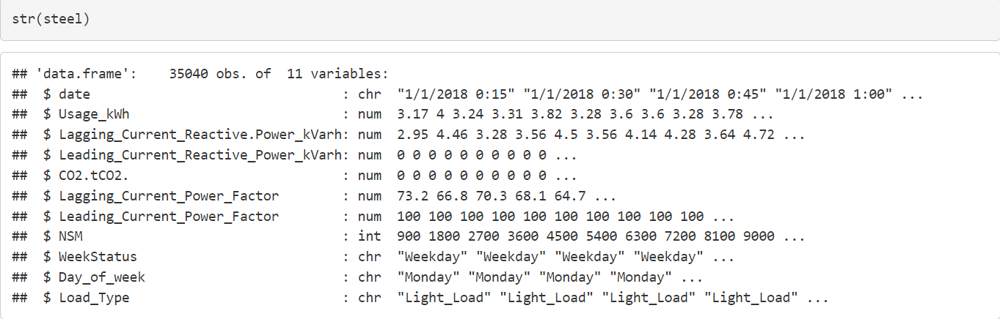 str(steel)
## 'data.frame':    35040 obs. of  11 variables:
##  $ date                                : chr  "1/1/2018 0:15" "1/1/2018 0:30" "1/1/2018 0:45" "1/1/2018 1:00" ...
##  $ Usage_kWh                           : num  3.17 4 3.24 3.31 3.82 3.28 3.6 3.6 3.28 3.78 ...
##  $ Lagging_Current_Reactive.Power_kVarh: num  2.95 4.46 3.28 3.56 4.5 3.56 4.14 4.28 3.64 4.72 ...
##  $ Leading_Current_Reactive_Power_kVarh: num  0 0 0 0 0 0 0 0 0 0 ...
##  $ CO2.tCO2.                           : num  0 0 0 0 0 0 0 0 0 0 ...
##  $ Lagging_Current_Power_Factor        : num  73.2 66.8 70.3 68.1 64.7 ...
##  $ Leading_Current_Power_Factor        : num  100 100 100 100 100 100 100 100 100 100 ...
##  $ NSM                                 : int  900 1800 2700 3600 4500 5400 6300 7200 8100 9000 ...
##  $ WeekStatus                          : chr  "Weekday" "Weekday" "Weekday" "Weekday" ...
##  $ Day_of_week                         : chr  "Monday" "Monday" "Monday" "Monday" ...
##  $ Load_Type                           : chr  "Light_Load" "Light_Load" "Light_Load" "Light_Load" ...